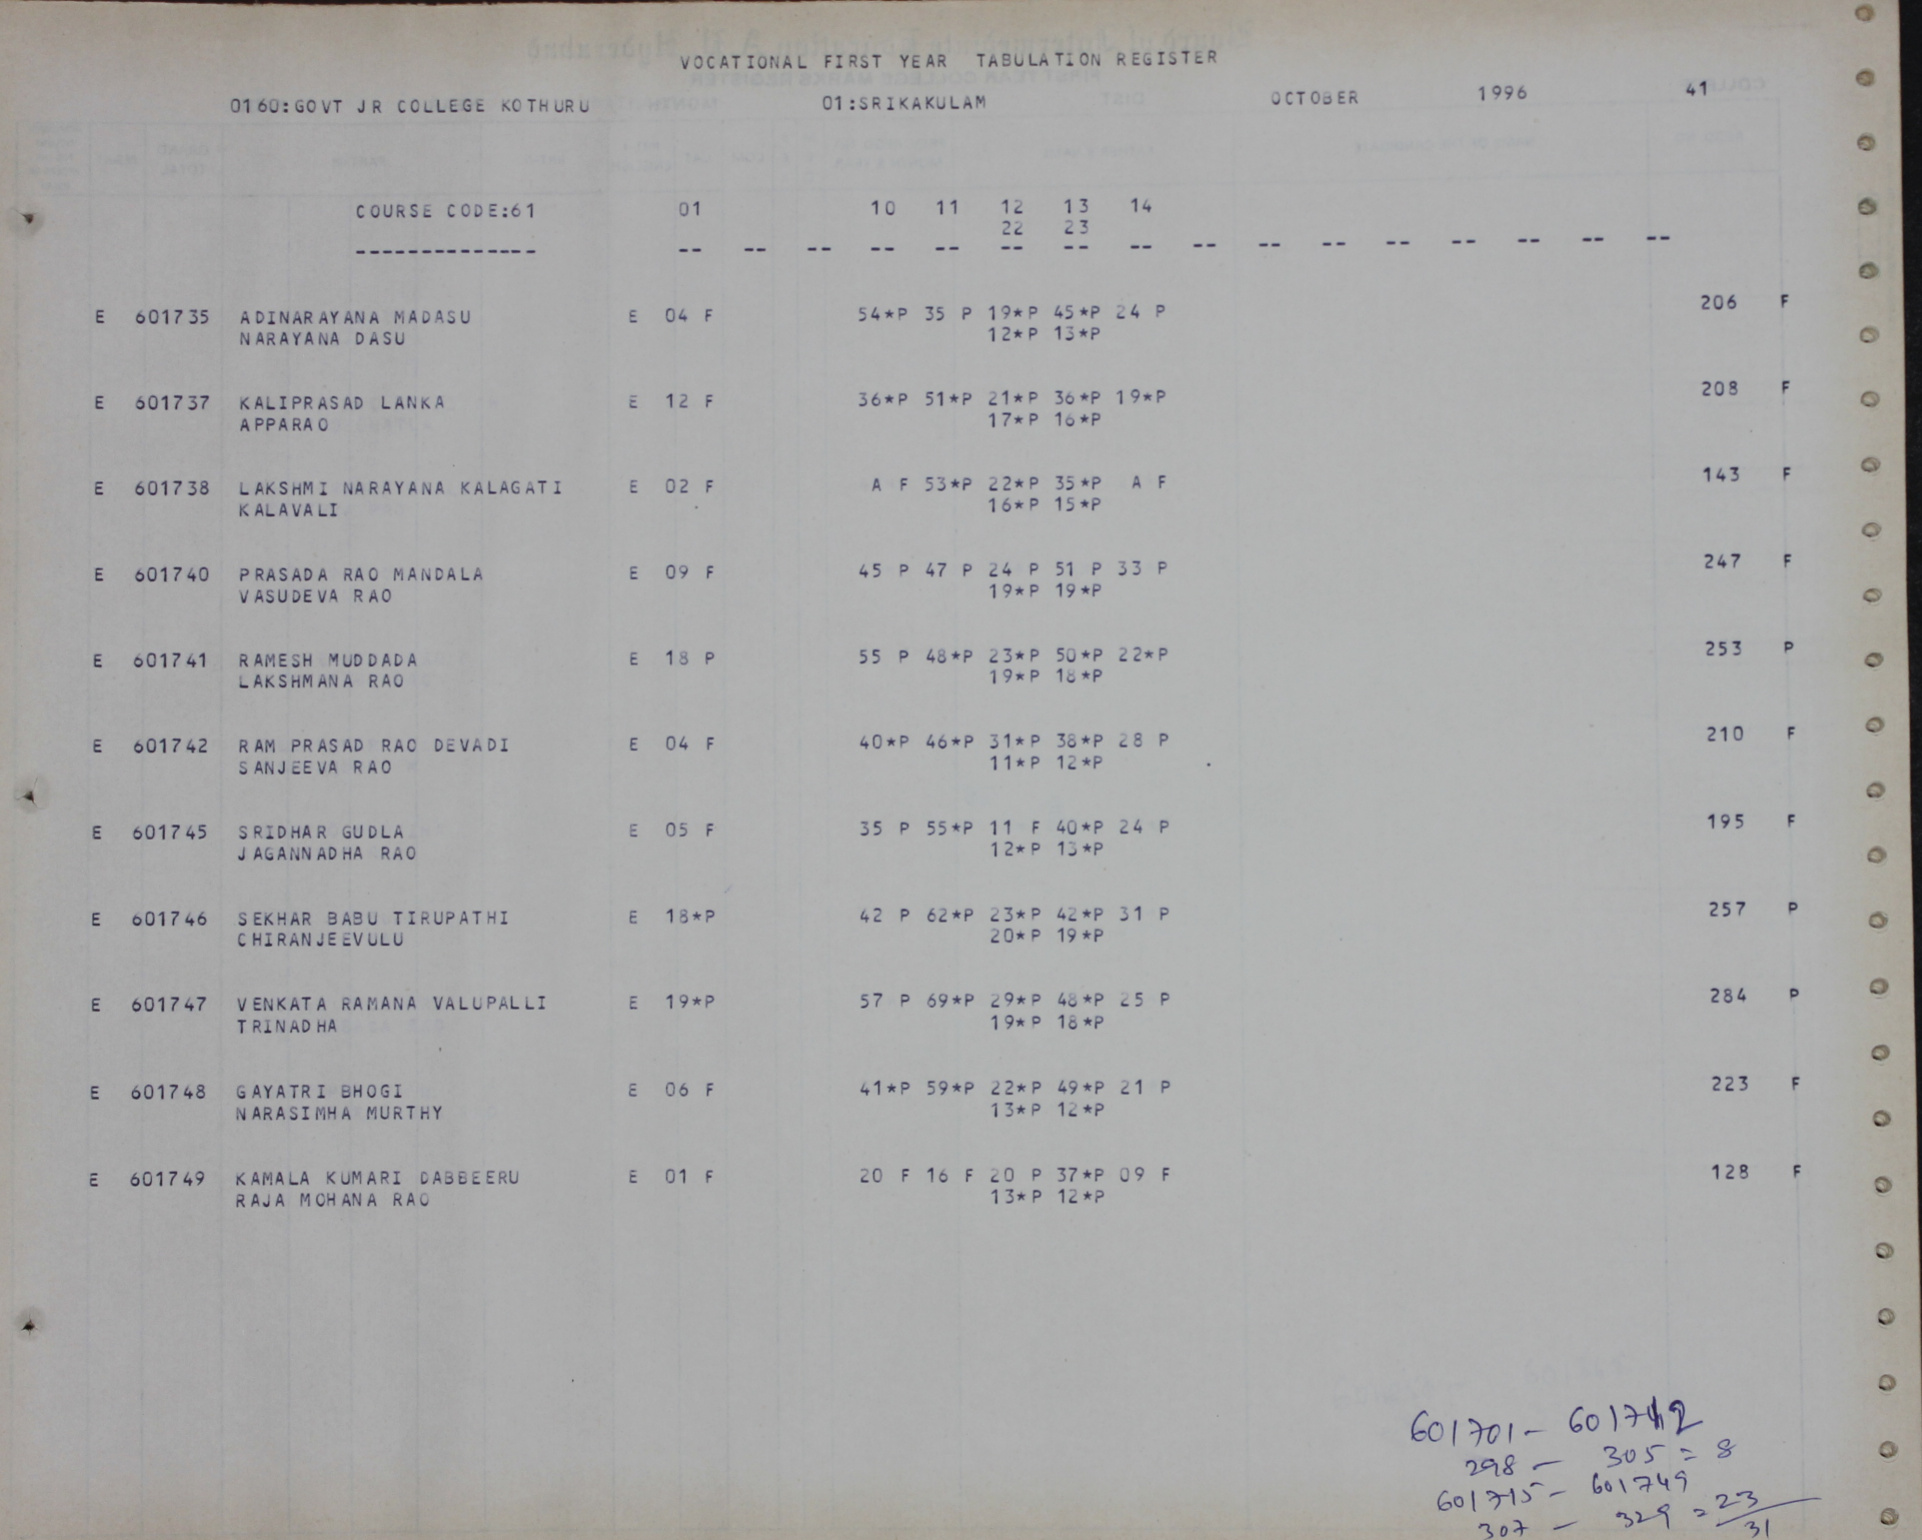 VOCATIONAL FIRST YEAR TABULATION REGISTER
0160:GOVT JR COLLEGE KOTHURU 01:SRIKAKULAM OCTOBER 1996 41
COURSE CODE:61 01 10 11 12 13 14
22 23
-------------- -- -- -- -- -- -- -- -- -- -- -- -- -- -- -- --
E 601735 ADINARAYANA MADASU E 04 F 54*P 35 P 19*P 45*P 24 P 206 F
NARAYANA DASU 12*P 13*P
E 601737 KALIPRASAD LANKA E 12 F 36*P 51*P 21*P 36*P 19*P 208 F
APPARAO 17*P 16*P
E 601738 LAKSHMI NARAYANA KALAGATI E 02 F A F 53*P 22*P 35*P A F 143 F
KALAVALI 16*P 15*P
E 601740 PRASADA RAO MANDALA E 09 F 45 P 47 P 24 P 51 P 33 P 247 F
VASUDEVA RAO 19*P 19*P
E 601741 RAMESH MUDDADA E 18 P 55 P 48*P 23*P 50*P 22*P 253 P
LAKSHMANA RAO 19*P 18*P
E 601742 RAM PRASAD RAO DEVADI E 04 F 40*P 46*P 31*P 38*P 28 P 210 F
SANJEEVA RAO 11*P 12*P
E 601745 SRIDHAR GUDLA E 05 F 35 P 55*P 11 F 40*P 24 P 195 F
JAGANNADHA RAO 12*P 13*P
E 601746 SEKHAR BABU TIRUPATHI E 18*P 42 P 62*P 23*P 42*P 31 P 257 P
CHIRANJEEVULU 20*P 19*P
E 601747 VENKATA RAMANA VALUPALLI E 19*P 57 P 69*P 29*P 48*P 25 P 284 P
TRINADHA 19*P 18*P
E 601748 GAYATRI BHOGI E 06 F 41*P 59*P 22*P 49*P 21 P 223 F
NARASIMHA MURTHY 13*P 12*P
E 601749 KAMALA KUMARI DABBEERU E 01 F 20 F 16 F 20 P 37*P 09 F 128 F
RAJA MOHANA RAO 13*P 12*P
601701 -
298 - 305 = 8
601715 - 601749
307 - 329 = 23
31